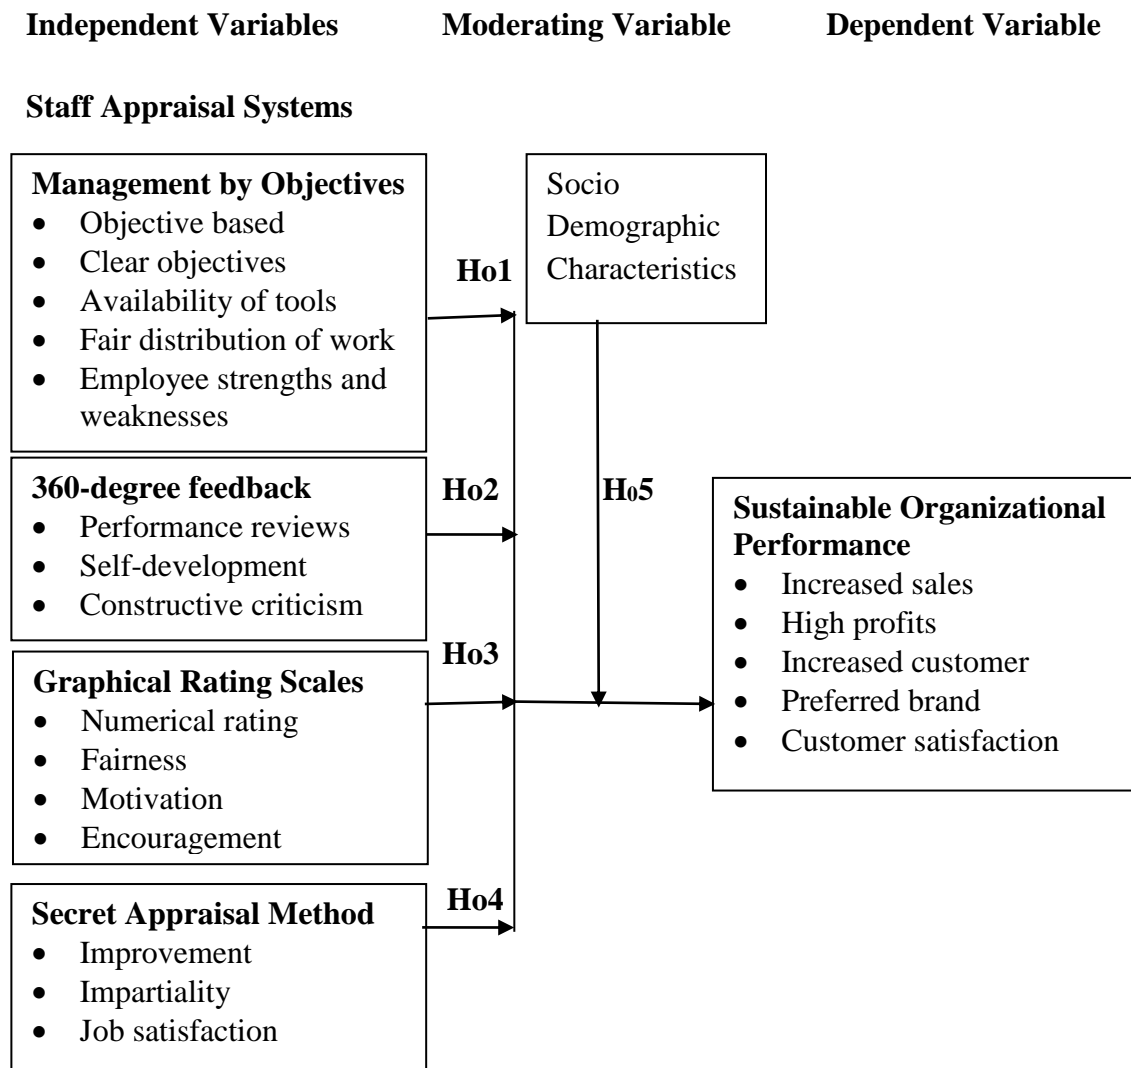 Independent Variables
Moderating Variable
Dependent Variable
Staff Appraisal Systems
Management by Objectives
• Objective based
• Clear objectives
• Availability of tools
• Fair distribution of work
• Employee strengths and
weaknesses
Ho1
Socio
Demographic
Characteristics
360-degree feedback
• Performance reviews
• Self-development
• Constructive criticism
Ho2
H₀5
Sustainable Organizational
Performance
• Increased sales
• High profits
• Increased customer
• Preferred brand
• Customer satisfaction
Ho3
Graphical Rating Scales
• Numerical rating
• Fairness
• Motivation
• Encouragement
Ho4
Secret Appraisal Method
• Improvement
• Impartiality
• Job satisfaction